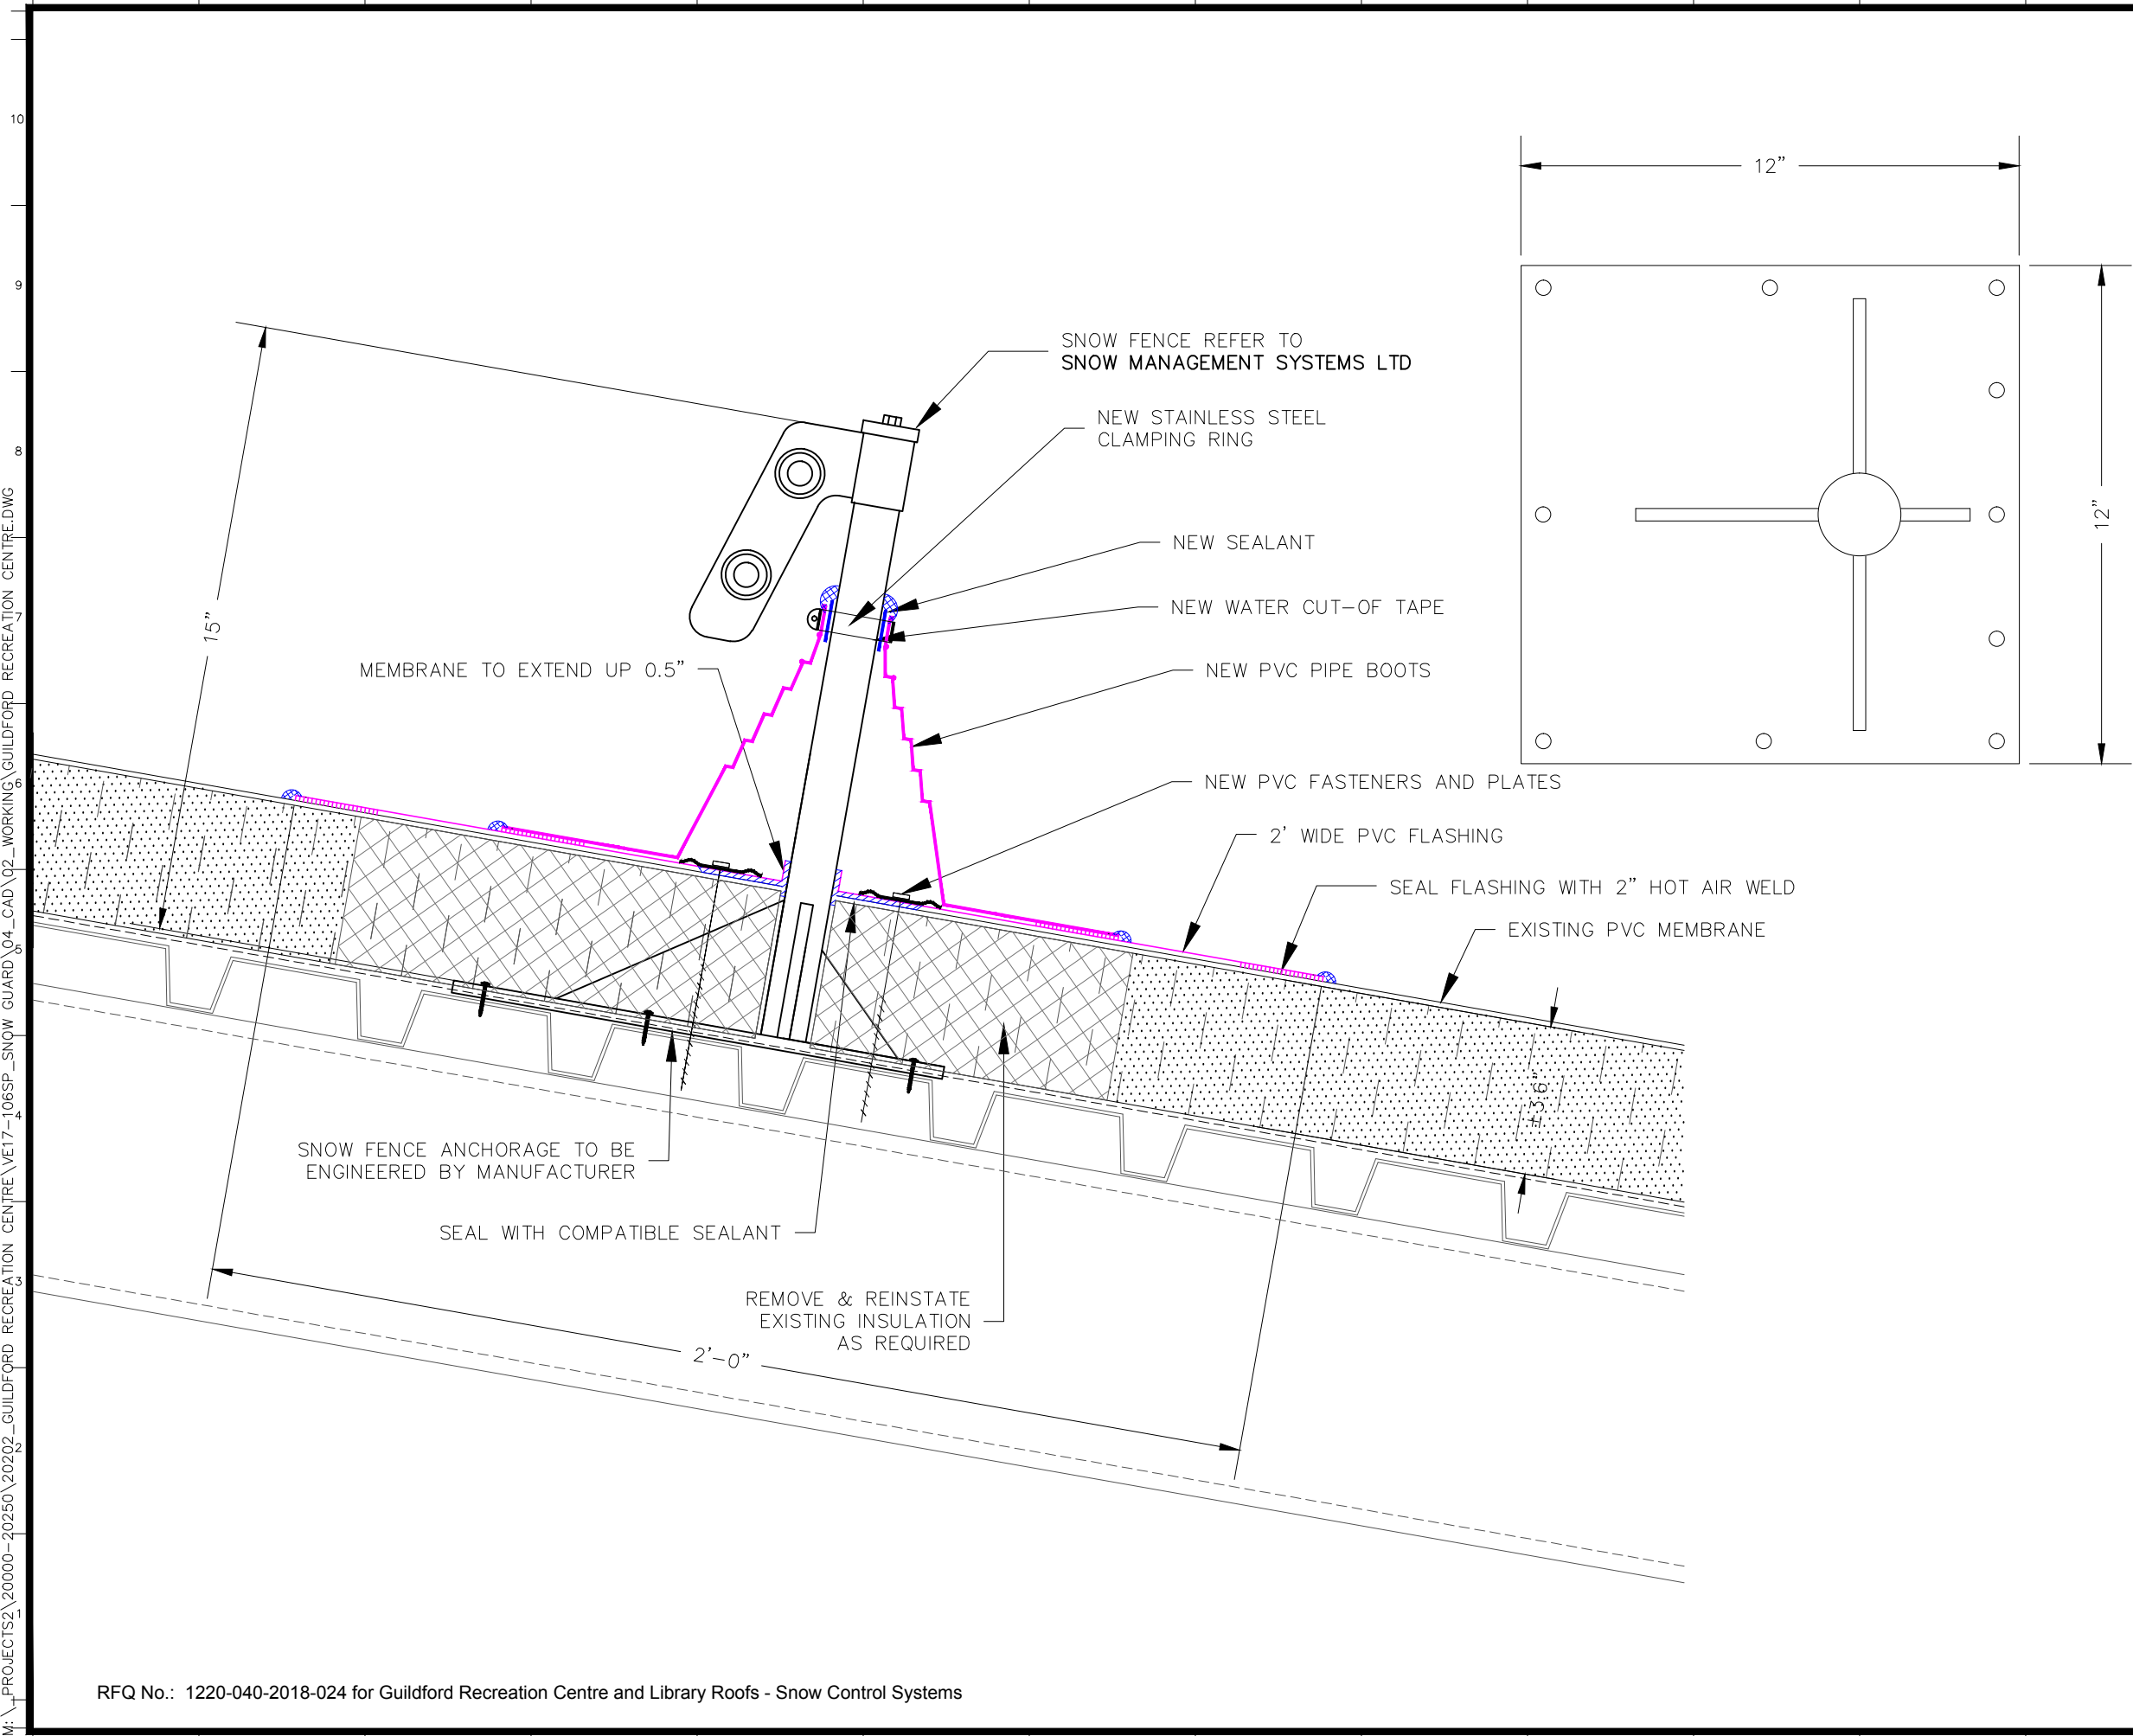 12"
12"
SNOW FENCE REFER TO
SNOW MANAGEMENT SYSTEMS LTD
NEW STAINLESS STEEL
CLAMPING RING
NEW SEALANT
NEW WATER CUT-OF TAPE
15"
MEMBRANE TO EXTEND UP 0.5"
NEW PVC PIPE BOOTS
NEW PVC FASTENERS AND PLATES
2' WIDE PVC FLASHING
SEAL FLASHING WITH 2" HOT AIR WELD
EXISTING PVC MEMBRANE
SNOW FENCE ANCHORAGE TO BE
ENGINEERED BY MANUFACTURER
SEAL WITH COMPATIBLE SEALANT
REMOVE & REINSTATE
EXISTING INSULATION
AS REQUIRED
2'-0"
10
9
8
7
6
5
4
3
2
1
M:\_PROJECTS2\20000-20250\20202_GUILDFORD RECREATION CENTRE\VE17-106SP_SNOW GUARD\04_CAD\02_WORKING\GUILDFORD RECREATION CENTRE.DWG
RFQ No.: 1220-040-2018-024 for Guildford Recreation Centre and Library Roofs - Snow Control Systems